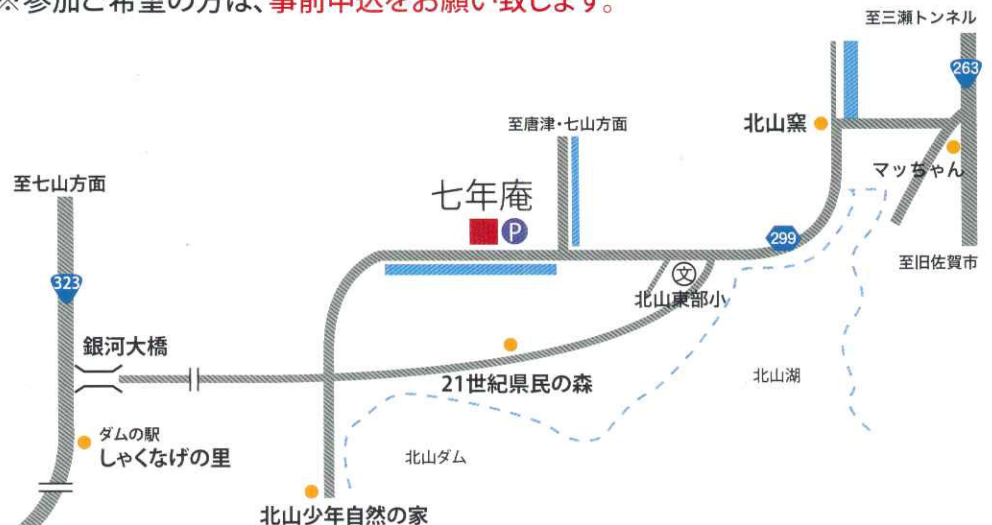 ※参加ご希望の方は、事前申込をお願い致します。
至三瀬トンネル
263
北山窯
至唐津・七山方面
マッちゃん
至七山方面
七年庵
P
299
至旧佐賀市
323
文
北山東部小
銀河大橋
21世紀県民の森
北山湖
ダムの駅
しゃくなげの里
北山ダム
北山少年自然の家